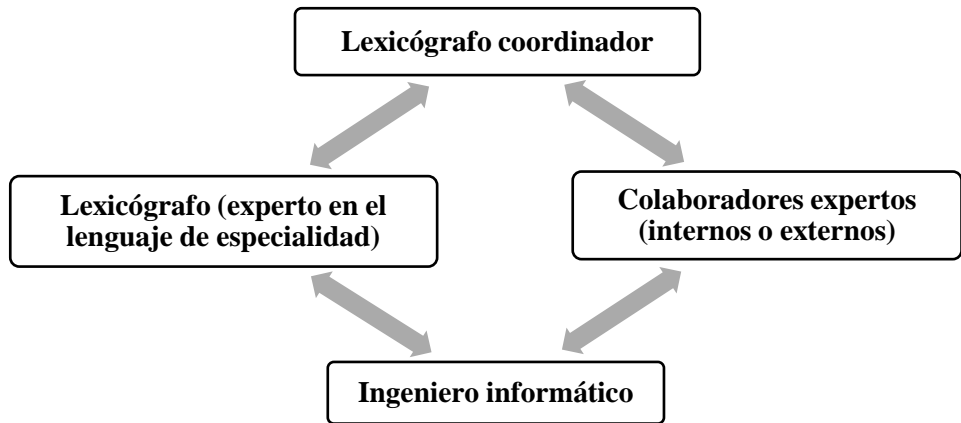 Lexicógrafo coordinador
Lexicógrafo (experto en el
lenguaje de especialidad)
Colaboradores expertos
(internos o externos)
Ingeniero informático